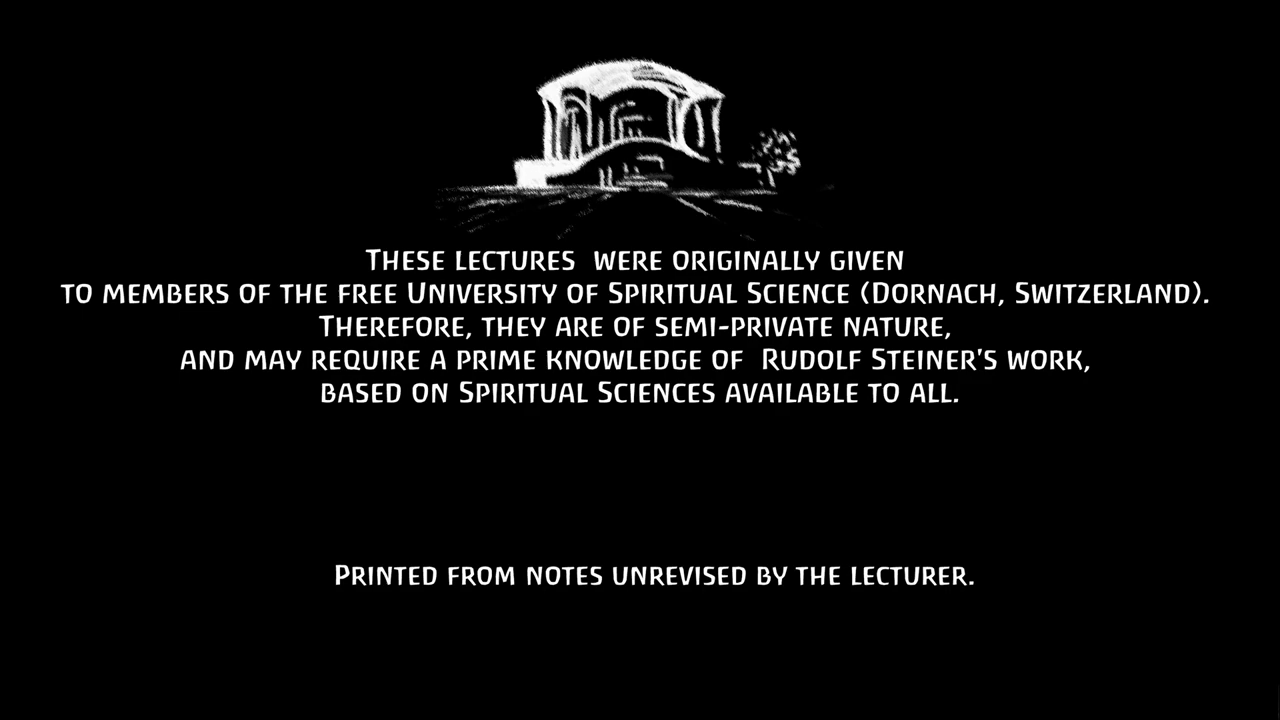 These lectures were originally given
to members of the free University of Spiritual Science (Dornach, Switzerland).
Therefore, they are of semi-private nature,
and may require a prime knowledge of Rudolf Steiner's work,
based on Spiritual Sciences available to all.
Printed from notes unrevised by the lecturer.